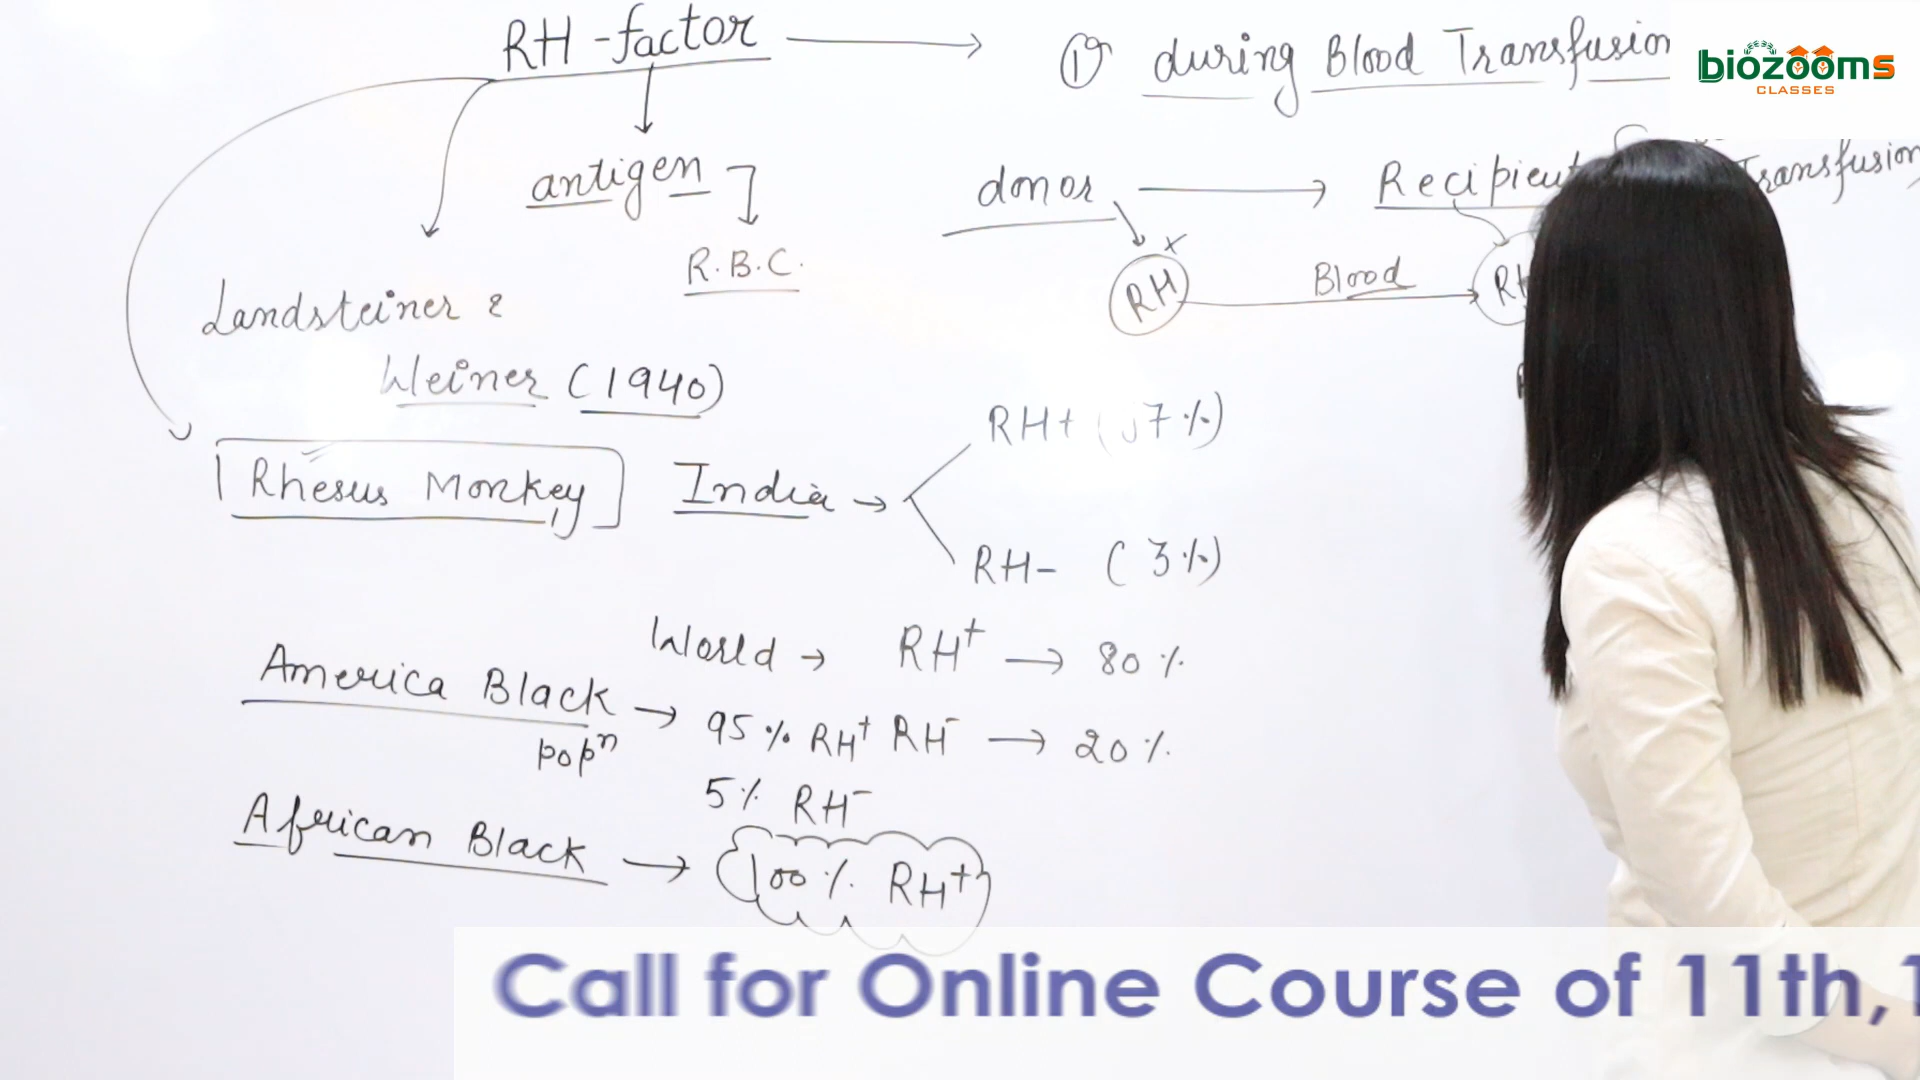 RH - factor → ① during Blood Transfusion
biozooms
CLASSES
antigen
donor → Recipient
Transfusion
R.B.C.
RH x
Blood
Landsteiner &
Weiner (1940)
RH+ ( 7%)
Rhesus Monkey
India →
RH- ( 3%)
World → RH+ → 80 %
America Black → 95 % RH+
popn
RH- → 20 %
5% RH-
African Black → 100 %. RH+
Call for Online Course of 11th,